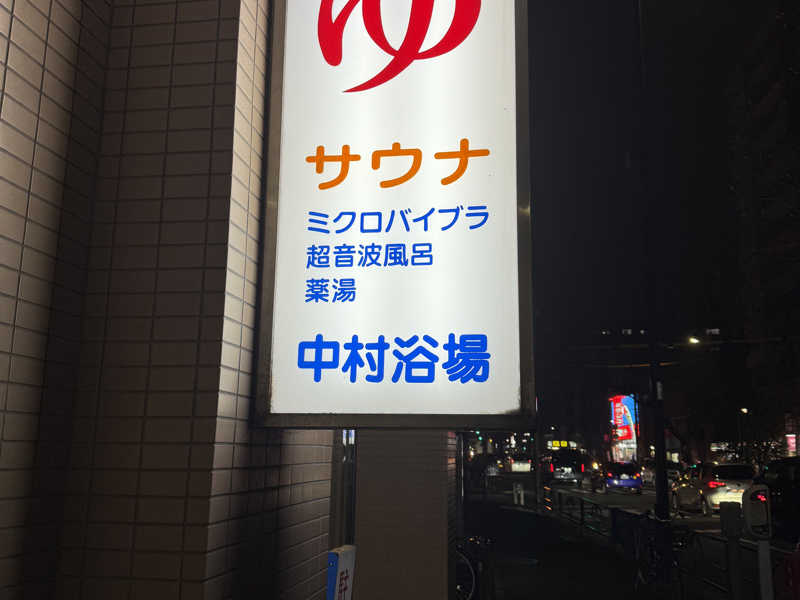 ゆ
サウナ
ミクロバイブラ
超音波風呂
薬湯
中村浴場
駐